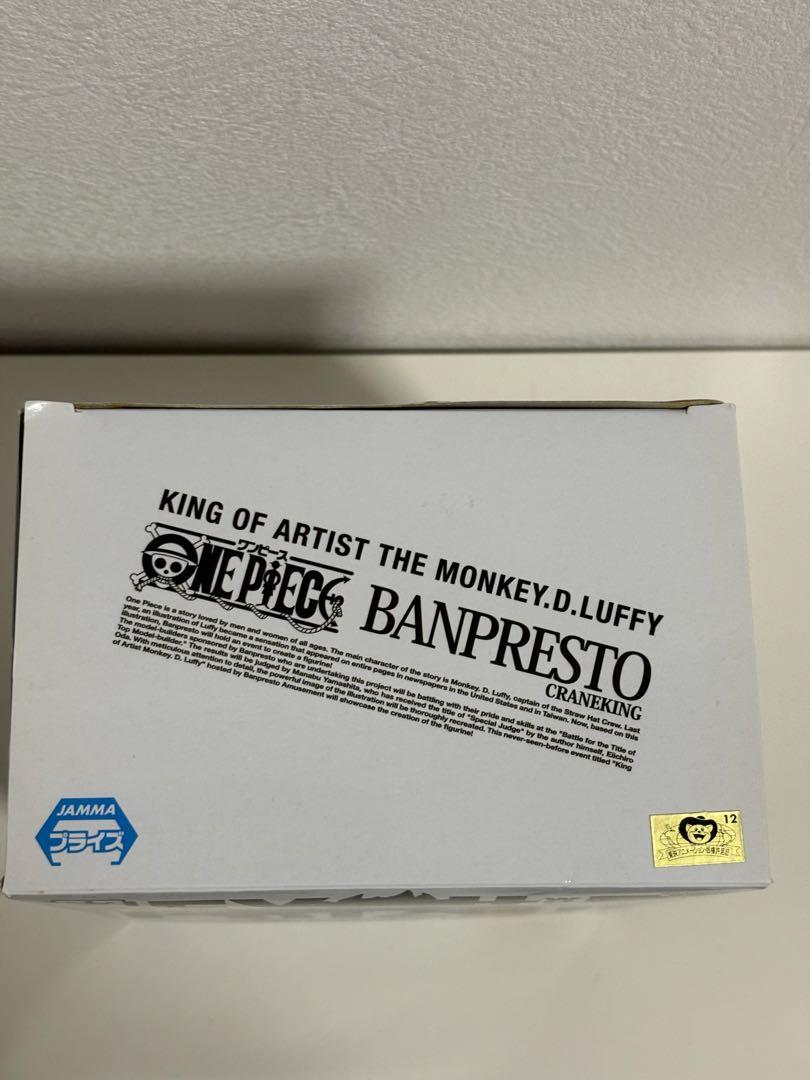 KING OF ARTIST THE MONKEY.D.LUFFY
ワンピース
ONE PIECE
BANPRESTO
CRANEKING
One Piece is a story loved by men and women of all ages. The main character of the story is Monkey. D. Luffy, captain of the Straw Hat Crew. Last
year, an illustration of Luffy became a sensation that appeared on entire pages in newspapers in the United States and in Taiwan. Now, based on this
illustration, Banpresto will hold an event to create a figurine!
The model-builders sponsored by Banpresto who are undertaking this project will be battling with their pride and skills at the "Battle for the Title of
Top Model-builder." The results will be judged by Manabu Yamashita, who has received the title of "Special Judge" by the author himself, Eiichiro
Oda. With meticulous attention to detail, the powerful image of the illustration will be thoroughly recreated. This never-seen-before event titled "King
of Artist Monkey. D. Luffy" hosted by Banpresto Amusement will showcase the creation of the figurine!
JAMMA
プライズ
12